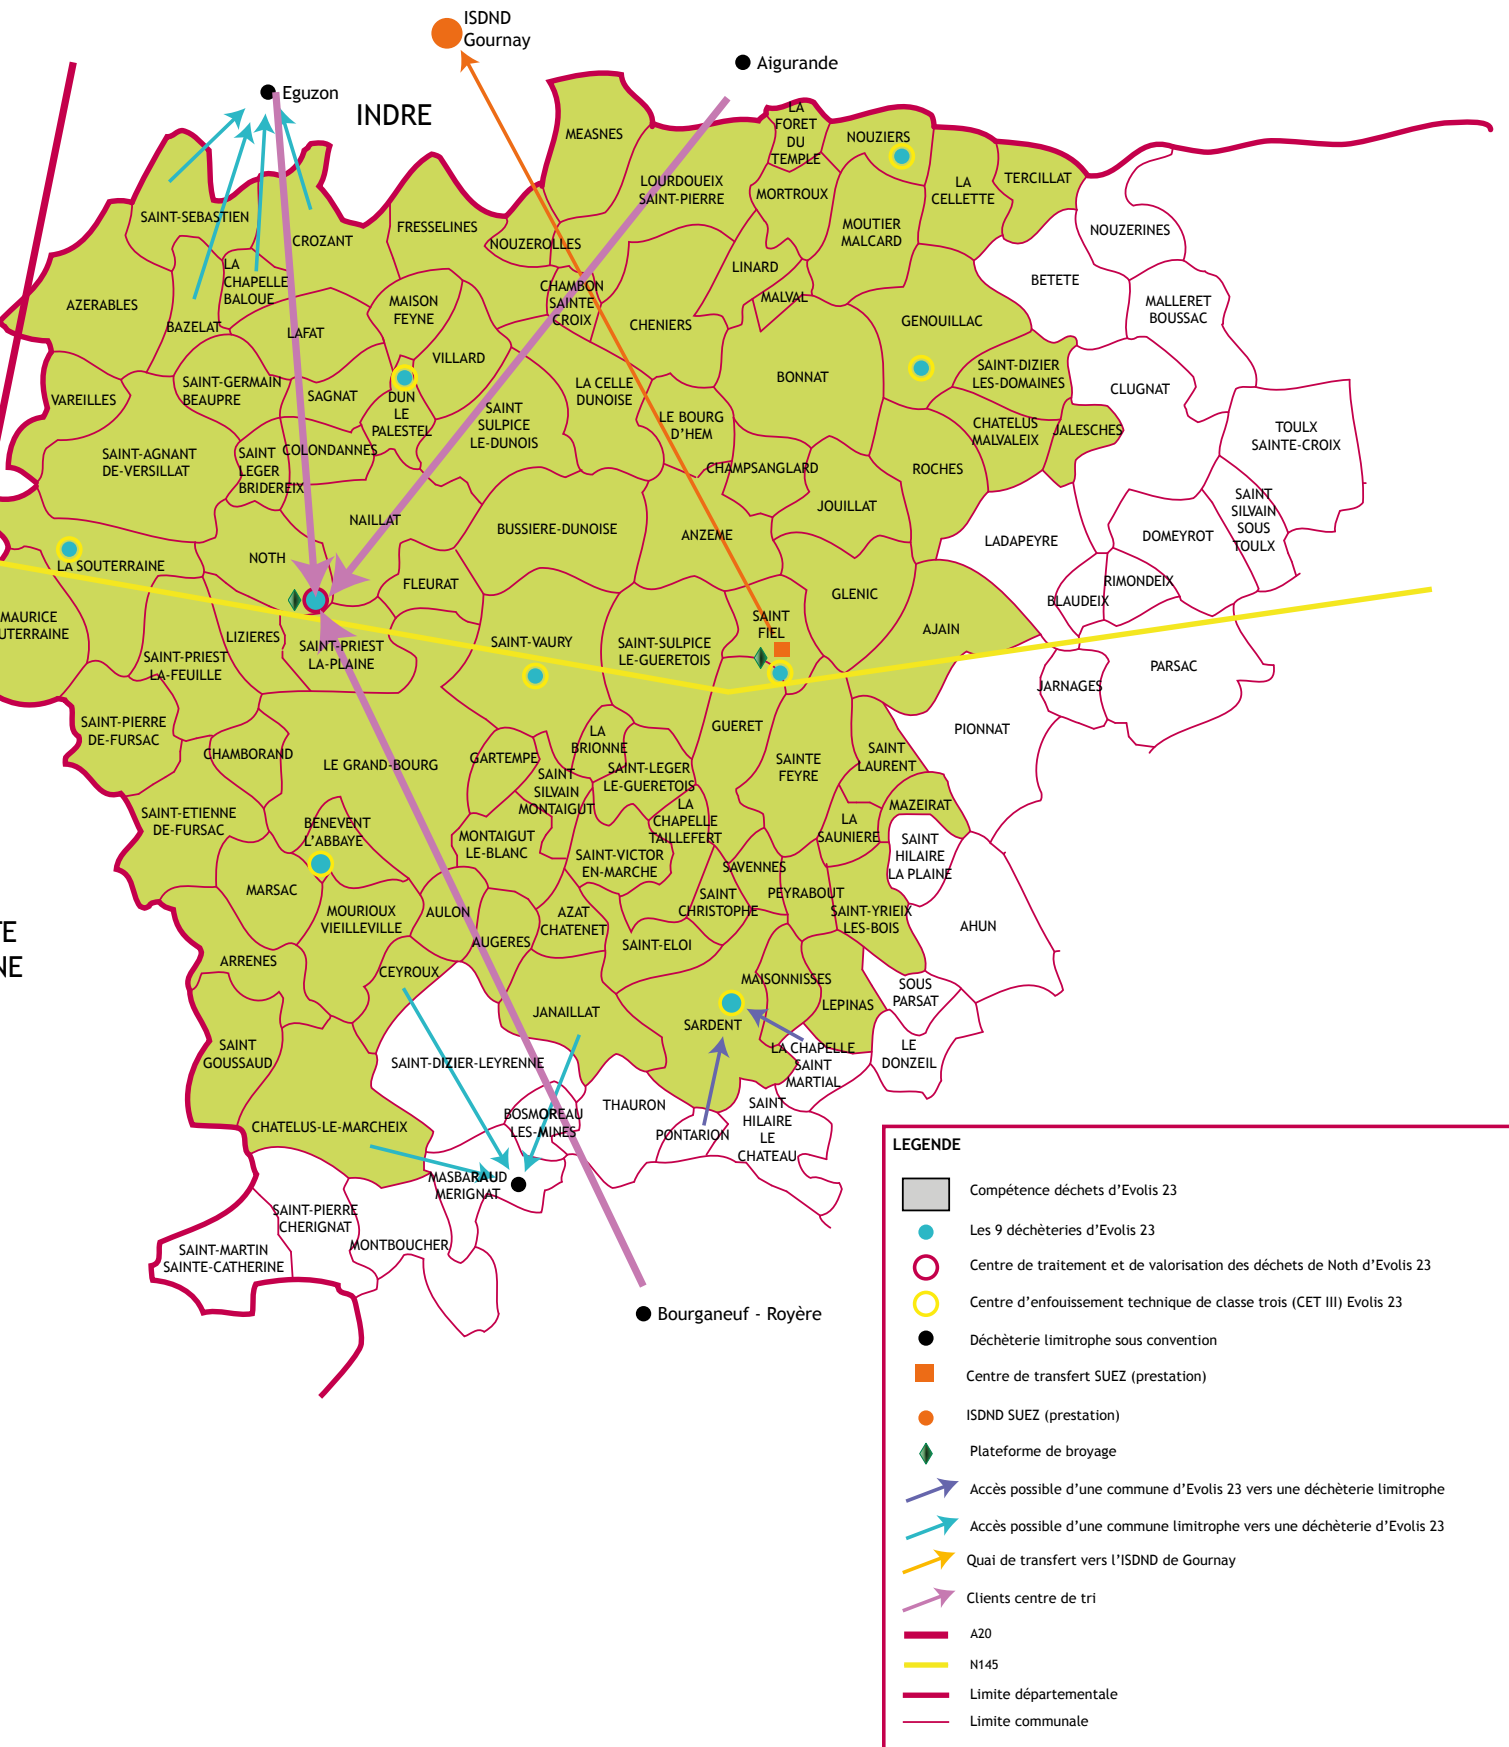 ISDND
Gournay
Aigurande
Eguzon
INDRE
MEASNES
LA
FORET
DU
TEMPLE
NOUZIERS
LOURDOUEIX
SAINT-PIERRE
MORTROUX
LA
CELLETTE
TERCILLAT
SAINT-SEBASTIEN
CROZANT
FRESSELINES
NOUZEROLLES
MOUTIER
MALCARD
NOUZERINES
LA
CHAPELLE
BALOUE
LINARD
BETETE
AZERABLES
BAZELAT
LAFAT
MAISON
FEYNE
CHAMBON
SAINTE
CROIX
CHENIERS
MALVAL
GENOUILLAC
MALLERET
BOUSSAC
VILLARD
VAREILLES
SAINT-GERMAIN
BEAUPRE
SAGNAT
DUN
LE
PALESTEL
SAINT
SULPICE
LE-DUNOIS
LA CELLE
DUNOISE
BONNAT
SAINT-DIZIER
LES-DOMAINES
CLUGNAT
LE BOURG
D'HEM
CHATELUS
MALVALEIX
JALESCHES
TOULX
SAINTE-CROIX
SAINT-AGNANT
DE-VERSILLAT
SAINT
LEGER
BRIDEREIX
COLONDANNES
CHAMPSANGLARD
ROCHES
JOUILLAT
SAINT
SILVAIN
SOUS
TOULX
NAILLAT
BUSSIERE-DUNOISE
ANZEME
LADAPEYRE
DOMEYROT
LA SOUTERRAINE
NOTH
FLEURAT
GLENIC
RIMONDEIX
BLAUDEIX
MAURICE
UTERRAINE
LIZIERES
SAINT-PRIEST
LA-PLAINE
SAINT-VAURY
SAINT-SULPICE
LE-GUERETOIS
SAINT
FIEL
AJAIN
SAINT-PRIEST
LA-FEUILLE
PARSAC
JARNAGES
SAINT-PIERRE
DE-FURSAC
GUERET
PIONNAT
CHAMBORAND
LE GRAND-BOURG
GARTEMPE
LA
BRIONNE
SAINTE
FEYRE
SAINT
LAURENT
SAINT
SILVAIN
MONTAIGUT
SAINT-LEGER
LE-GUERETOIS
SAINT-ETIENNE
DE-FURSAC
BENEVENT
L'ABBAYE
LA
CHAPELLE
TAILLEFERT
MAZEIRAT
LA
SAUNIERE
MONTAIGUT
LE-BLANC
SAINT-VICTOR
EN-MARCHE
SAINT
HILAIRE
LA PLAINE
SAVENNES
MARSAC
PEYRABOUT
SAINT
CHRISTOPHE
MOURIOUX
VIEILLEVILLE
AULON
AZAT
CHATENET
SAINT-YRIEIX
LES-BOIS
AHUN
TE
NE
AUGERES
SAINT-ELOI
ARRENES
CEYROUX
MAISONNISSES
SOUS
PARSAT
LEPINAS
JANAILLAT
SARDENT
SAINT
GOUSSAUD
SAINT-DIZIER-LEYRENNE
LA CHAPELLE
SAINT
MARTIAL
LE
DONZEIL
THAURON
SAINT
HILAIRE
LE
CHATEAU
BOSMOREAU
LES-MINES
PONTARION
CHATELUS-LE-MARCHEIX
MASBARAUD
MERIGNAT
SAINT-PIERRE
CHERIGNAT
MONTBOUCHER
SAINT-MARTIN
SAINTE-CATHERINE
Bourganeuf - Royère
LEGENDE
Compétence déchets d'Evolis 23
Les 9 déchèteries d'Evolis 23
Centre de traitement et de valorisation des déchets de Noth d'Evolis 23
Centre d'enfouissement technique de classe trois (CET III) Evolis 23
Déchèterie limitrophe sous convention
Centre de transfert SUEZ (prestation)
ISDND SUEZ (prestation)
Plateforme de broyage
Accès possible d'une commune d'Evolis 23 vers une déchèterie limitrophe
Accès possible d'une commune limitrophe vers une déchèterie d'Evolis 23
Quai de transfert vers l'ISDND de Gournay
Clients centre de tri
A20
N145
Limite départementale
Limite communale